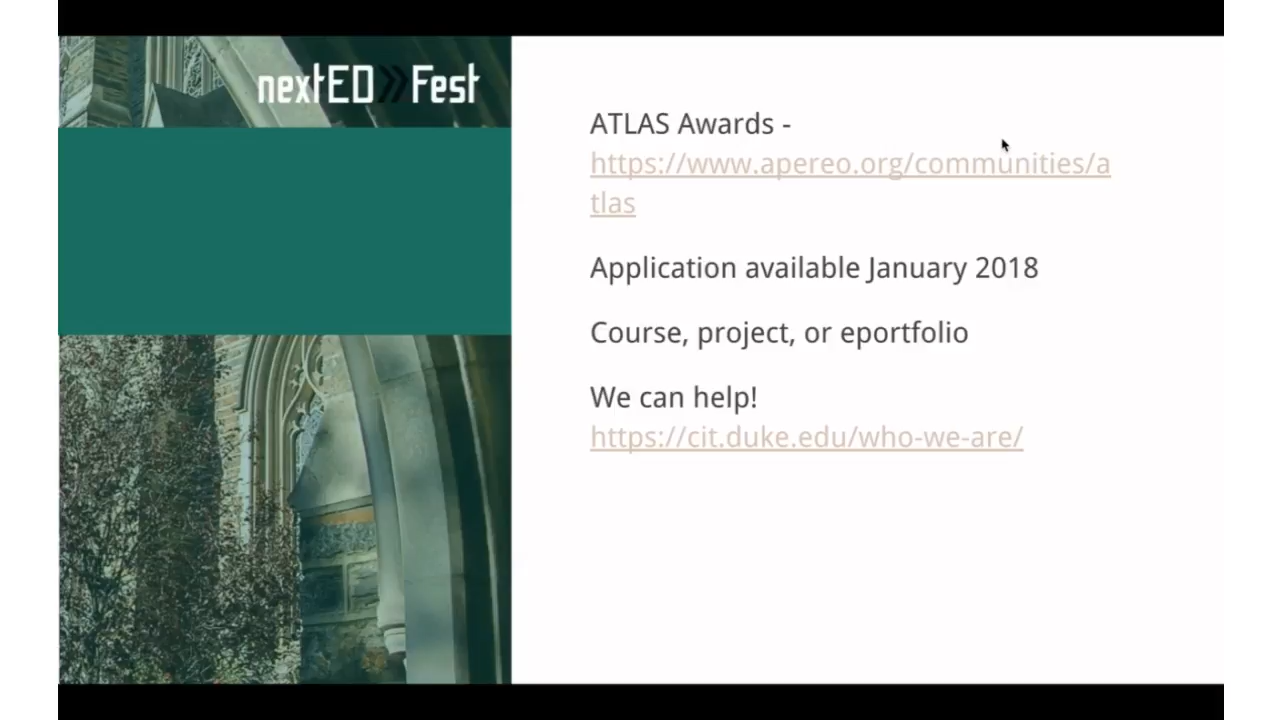 nextED»Fest
ATLAS Awards -
https://www.apereo.org/communities/a
tlas
Application available January 2018
Course, project, or eportfolio
We can help!
https://cit.duke.edu/who-we-are/